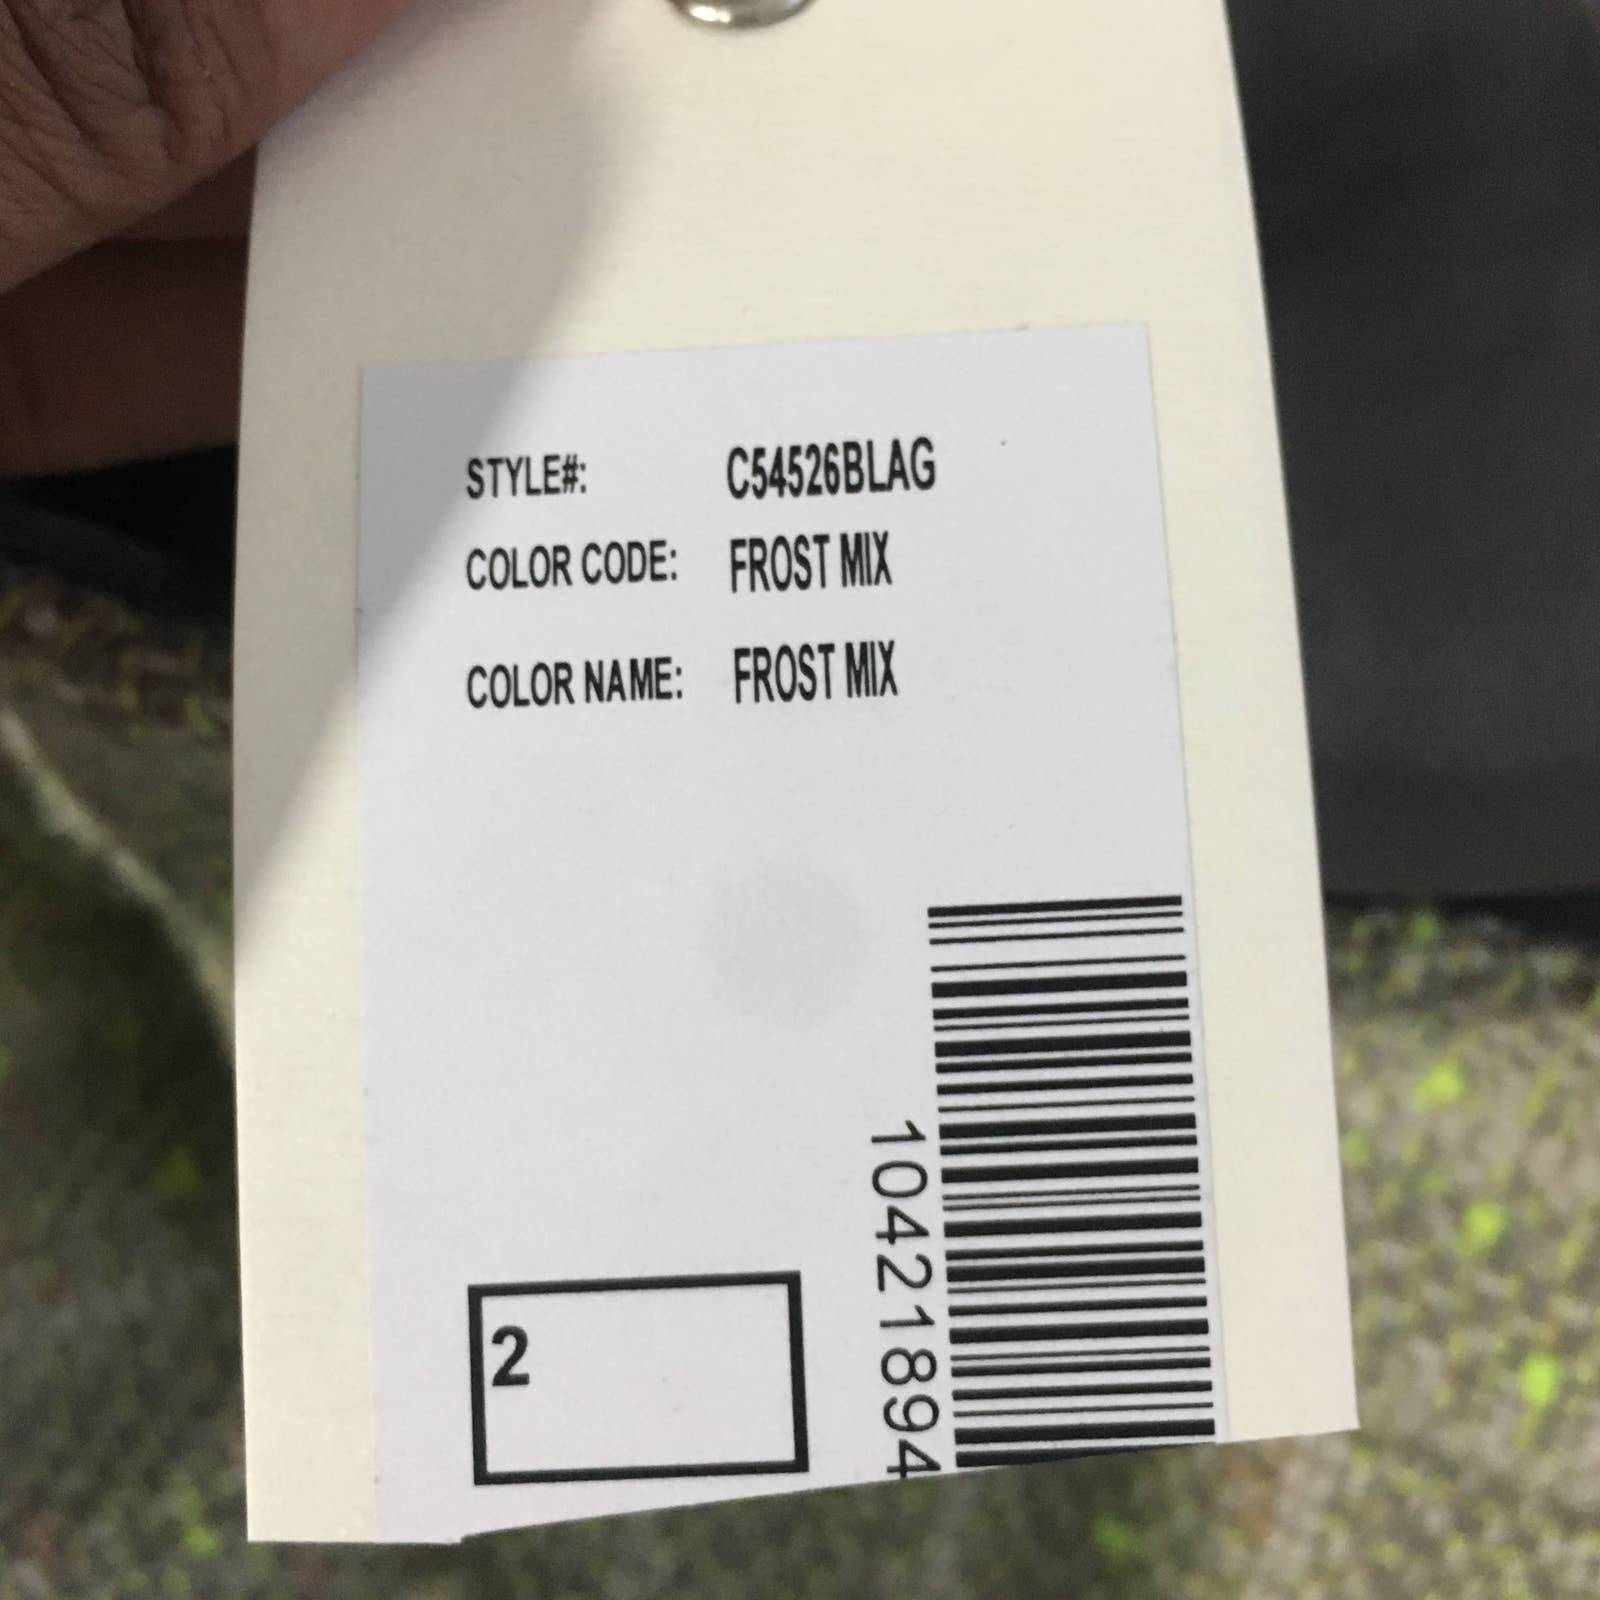 STYLE#: C54526BLAG
COLOR CODE: FROST MIX
COLOR NAME: FROST MIX
2
10421894